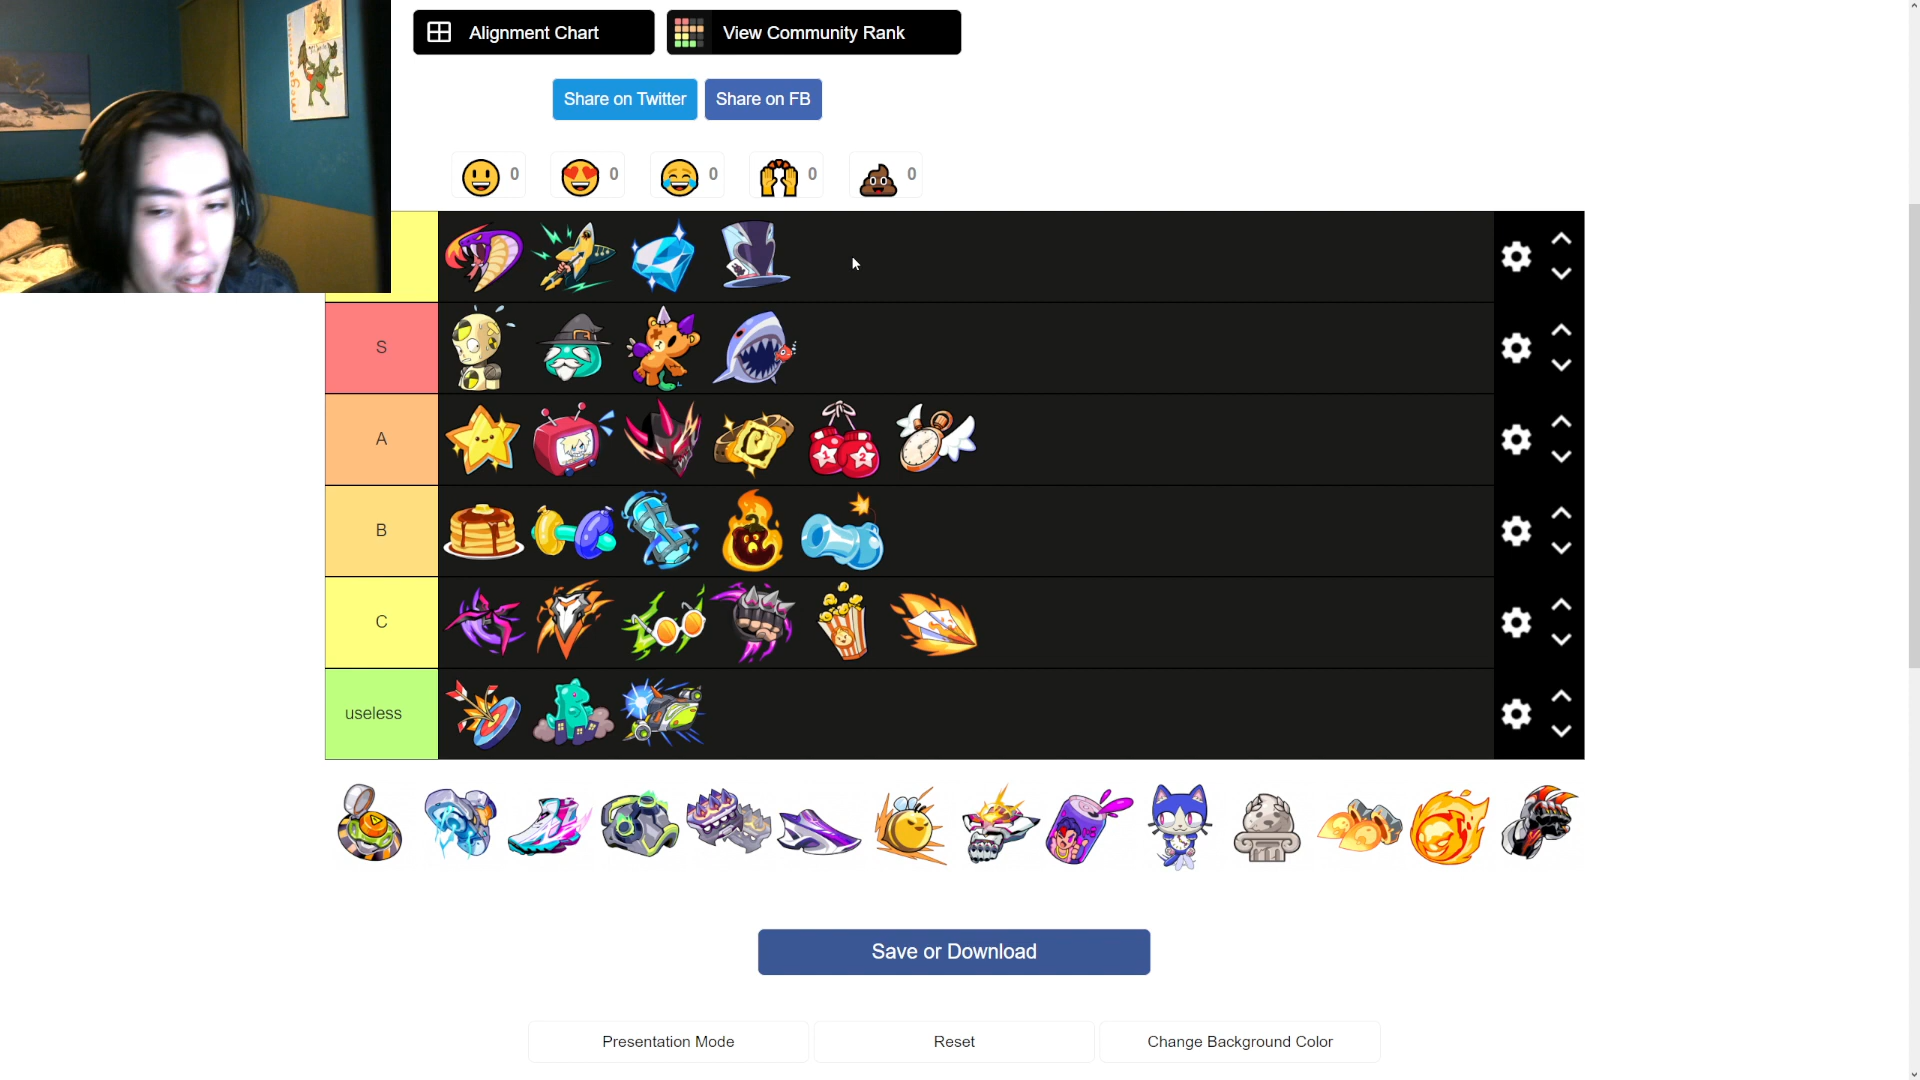 Alignment Chart
View Community Rank
Share on Twitter
Share on FB
0
0
0
0
0
S
A
B
C
useless
Save or Download
Presentation Mode
Reset
Change Background Color